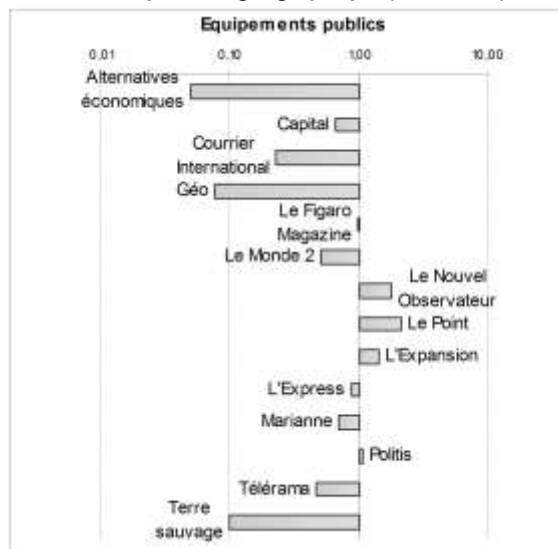 Equipements publics
0,01 0,10 1,00 10,00
Alternatives
économiques
Capital
Courrier
International
Géo
Le Figaro
Magazine
Le Monde 2
Le Nouvel
Observateur
Le Point
L'Expansion
L'Express
Marianne
Politis
Télérama
Terre
sauvage